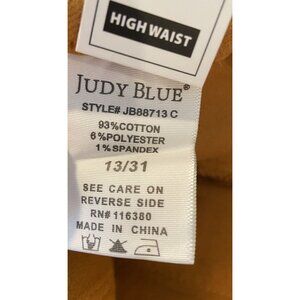 HIGH WAIST
JUDY BLUE®
STYLE# JB88713 C
93%COTTON
6%POLYESTER
1%SPANDEX
13/31
SEE CARE ON
REVERSE SIDE
RN# 116380
MADE IN CHINA